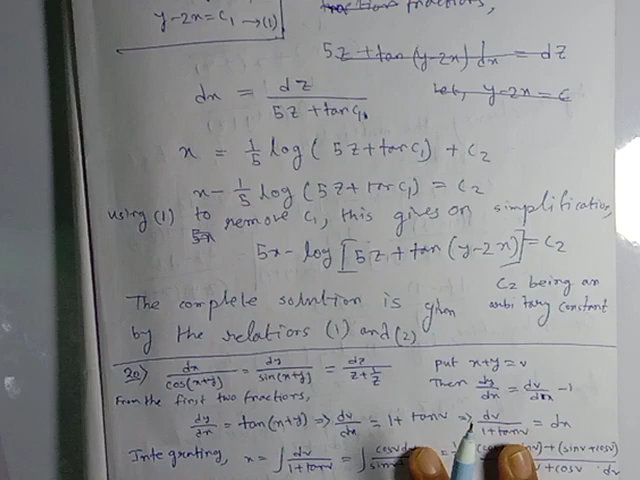 y-2x = c₁ → (1)
fractions,
5z + tan(y-2x) dx = dz
dx = dz / 5z + tan c₁
Let, y-2x = c
x = 1/5 log (5z + tan c₁) + c₂
x - 1/5 log (5z + tan c₁) = c₂
using (1) to remove c₁, this gives on simplification,
5x
5x - log [5z + tan (y-2x)] = c₂
c₂ being an
The complete solution is given arbitary constant
by the relations (1) and (2)
20) dx / cos(x+y) = dy / sin(x+y) = dz / z + 1/z put x+y = v
From the first two fractions, Then dy/dx = dv/dx - 1
dy/dx = tan(x+y) ⇒ dv/dx = 1 + tan v ⇒ dv / 1 + tan v = dx
Integrating, x = ∫ dv / 1 + tan v = ∫ cos v dv